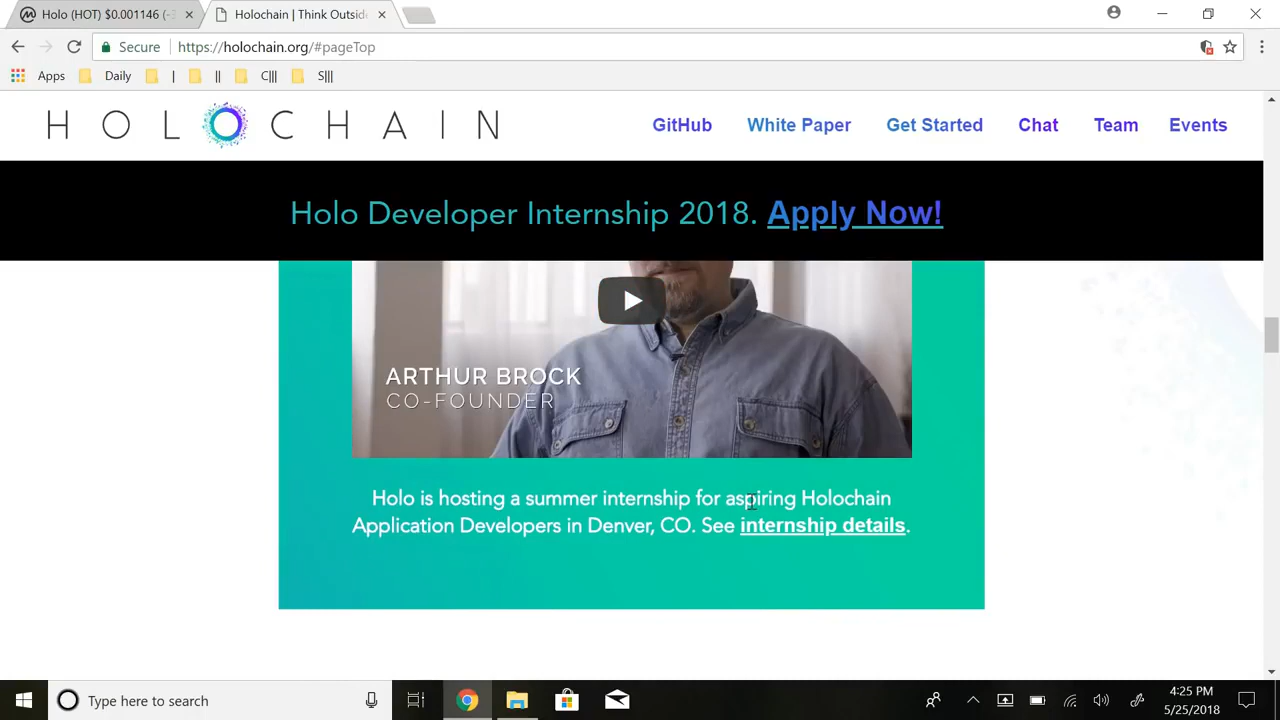 Holo (HOT) $0.001146 (-
Holochain | Think Outside
Secure https://holochain.org/#pageTop
Apps Daily | || C||| S|||
HOLOCHAIN
GitHub White Paper Get Started Chat Team Events
Holo Developer Internship 2018. Apply Now!
ARTHUR BROCK
CO-FOUNDER
Holo is hosting a summer internship for aspiring Holochain
Application Developers in Denver, CO. See internship details.
Type here to search
4:25 PM
5/25/2018